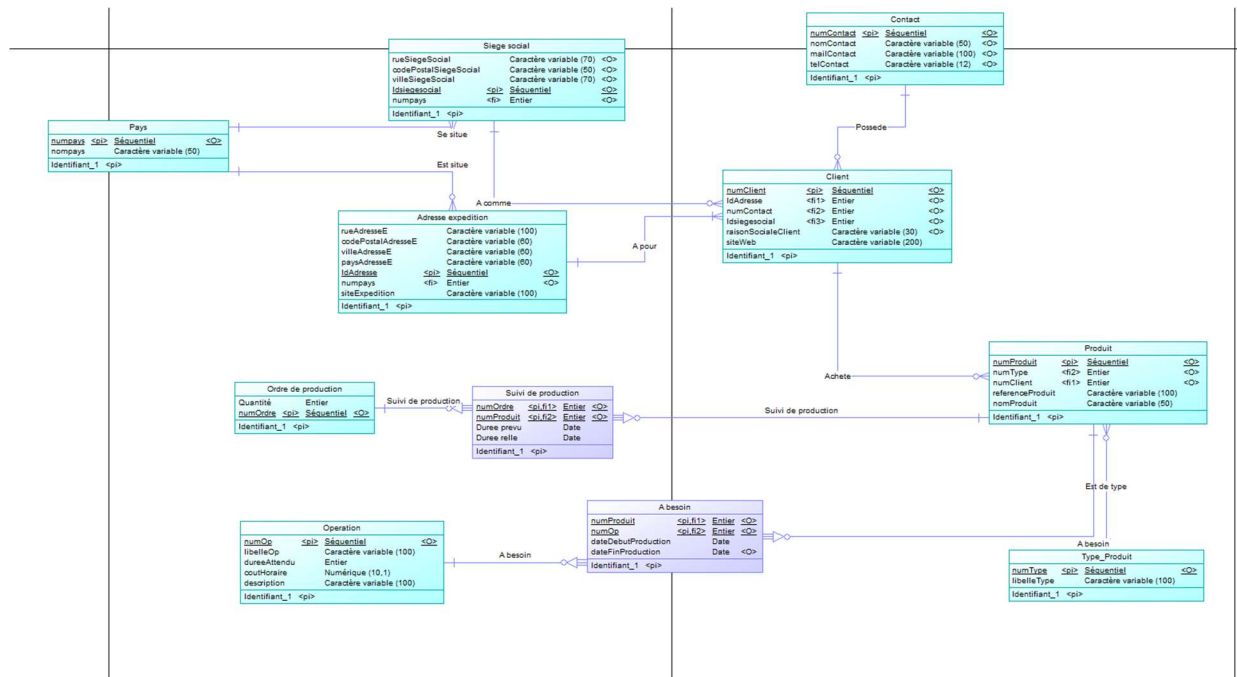 Contact
numContact <pi> Séquentiel <O>
nomContact Caractère variable (50) <O>
mailContact Caractère variable (100) <O>
telContact Caractère variable (12) <O>
Identifiant_1 <pi>
Siege social
rueSiegeSocial Caractère variable (70) <O>
codePostalSiegeSocial Caractère variable (50) <O>
villeSiegeSocial Caractère variable (70) <O>
Idsiegesocial <pi> Séquentiel <O>
numpays <fi> Entier <O>
Identifiant_1 <pi>
Pays
numpays <pi> Séquentiel <O>
nompays Caractère variable (50)
Identifiant_1 <pi>
Se situe
Possede
Est situe
Client
numClient <pi> Séquentiel <O>
IdAdresse <fi1> Entier <O>
numContact <fi2> Entier <O>
Idsiegesocial <fi3> Entier <O>
raisonSocialeClient Caractère variable (30) <O>
siteWeb Caractère variable (200)
Identifiant_1 <pi>
A comme
Adresse expedition
rueAdresseE Caractère variable (100)
codePostalAdresseE Caractère variable (60)
villeAdresseE Caractère variable (60)
paysAdresseE Caractère variable (60)
IdAdresse <pi> Séquentiel <O>
numpays <fi> Entier <O>
siteExpedition Caractère variable (100)
Identifiant_1 <pi>
A pour
Achete
Produit
numProduit <pi> Séquentiel <O>
numType <fi2> Entier <O>
numClient <fi1> Entier <O>
referenceProduit Caractère variable (100)
nomProduit Caractère variable (50)
Identifiant_1 <pi>
Ordre de production
Quantité Entier
numOrdre <pi> Séquentiel <O>
Identifiant_1 <pi>
Suivi de production
Suivi de production
numOrdre <pi,fi1> Entier <O>
numProduit <pi,fi2> Entier <O>
Duree prevu Date
Duree relle Date
Identifiant_1 <pi>
Suivi de production
Est de type
A besoin
numProduit <pi,fi1> Entier <O>
numOp <pi,fi2> Entier <O>
dateDebutProduction Date
dateFinProduction Date <O>
Identifiant_1 <pi>
Operation
numOp <pi> Séquentiel <O>
libelleOp Caractère variable (100)
dureeAttendu Entier
coutHoraire Numérique (10,1)
description Caractère variable (100)
Identifiant_1 <pi>
A besoin
A besoin
Type_Produit
numType <pi> Séquentiel <O>
libelleType Caractère variable (100)
Identifiant_1 <pi>